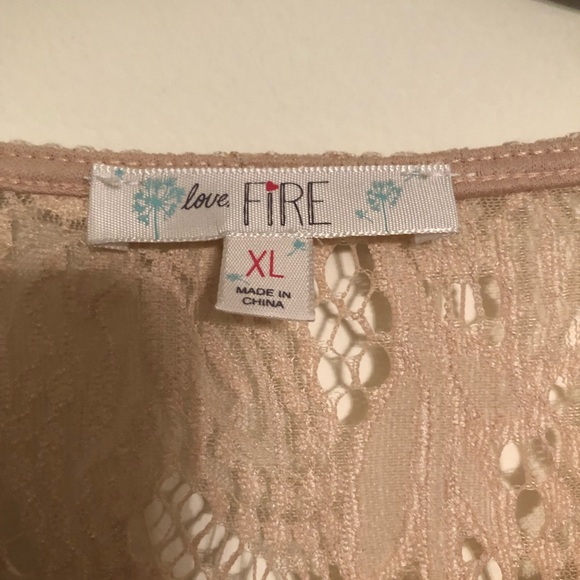 love, FiRE
XL
MADE IN
CHINA